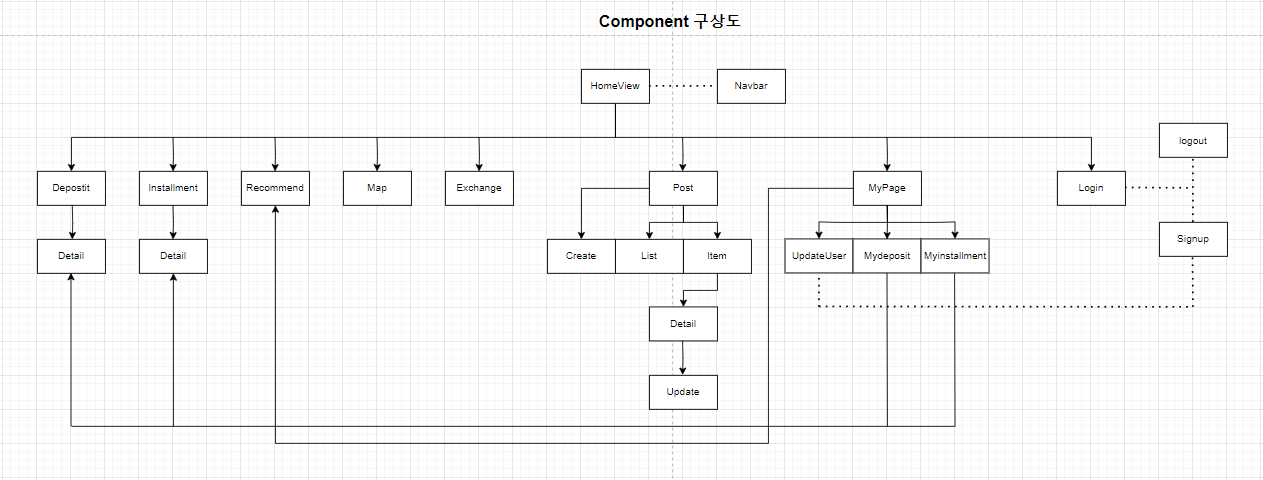 Component 구상도
HomeView
Navbar
logout
Depostit
Installment
Recommend
Map
Exchange
Post
MyPage
Login
Signup
Detail
Detail
Create
List
Item
UpdateUser
Mydeposit
Myinstallment
Detail
Update